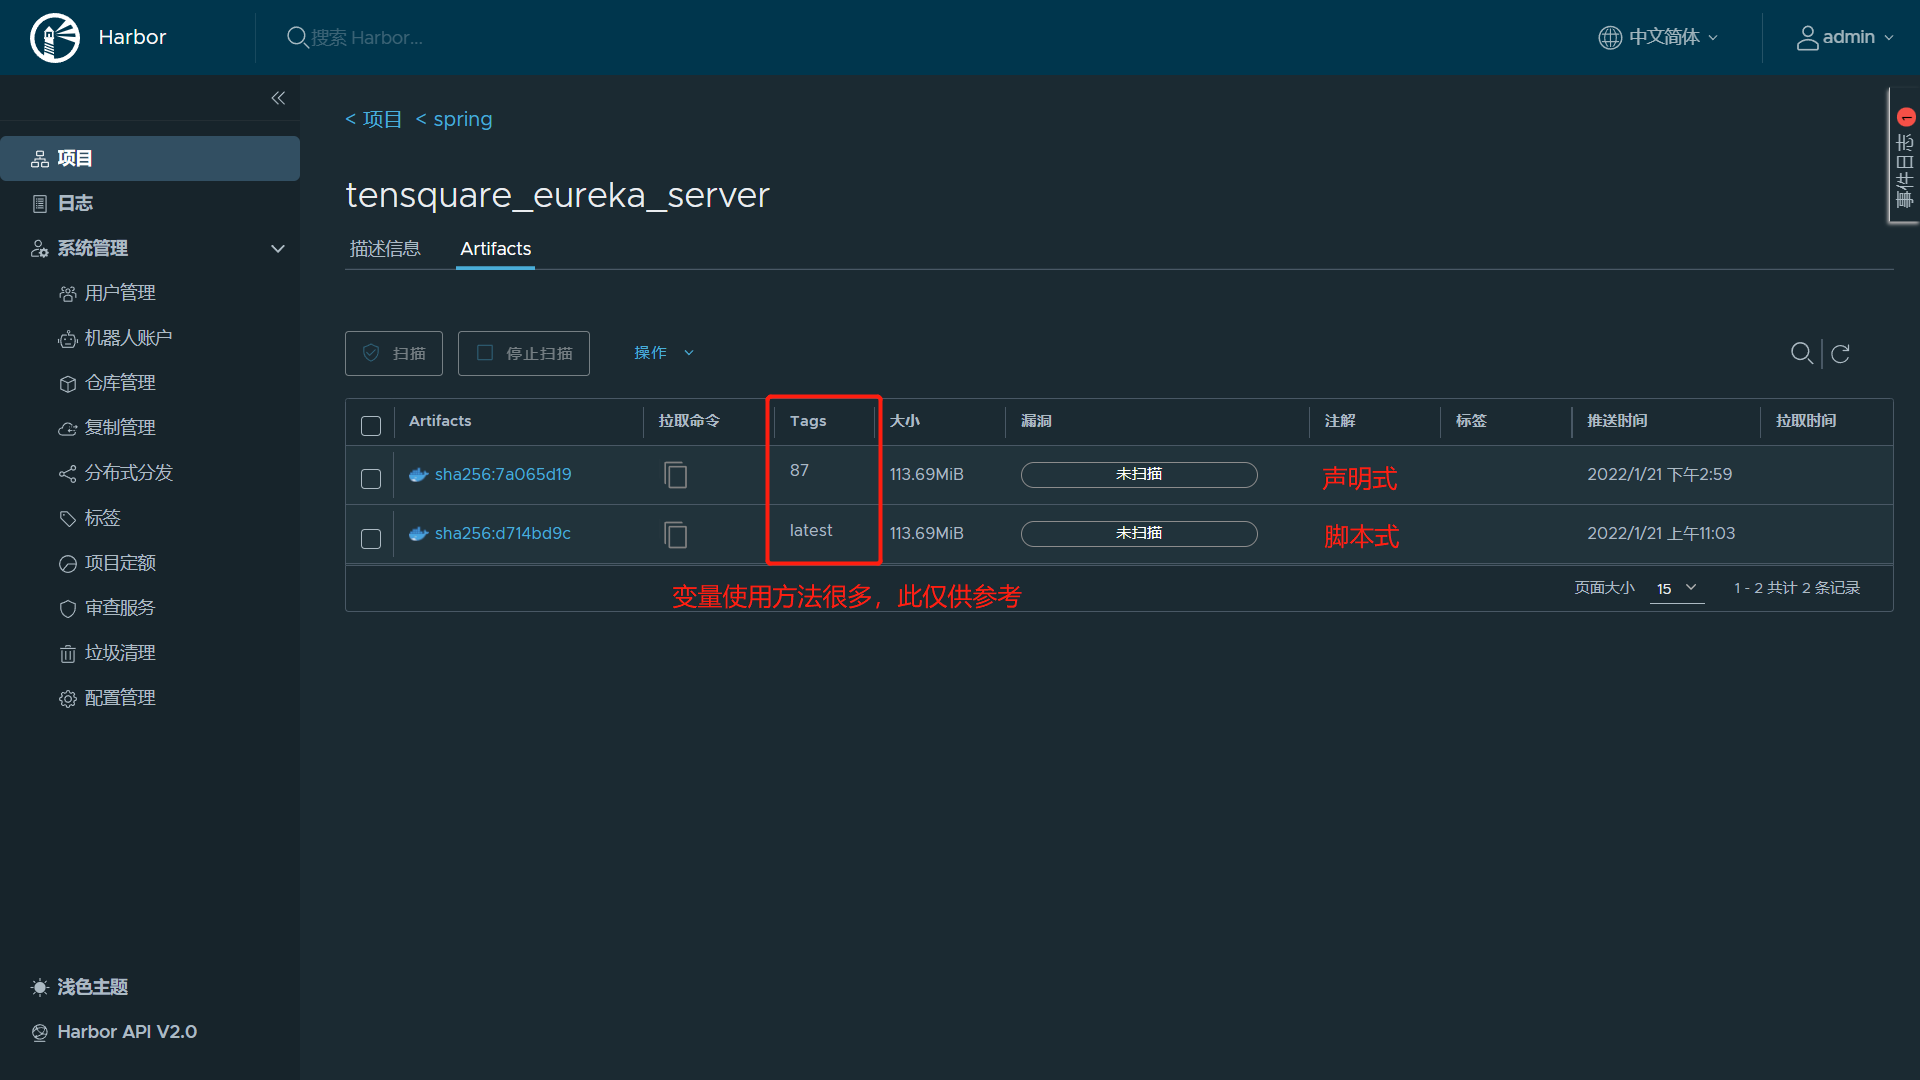 Harbor
搜索 Harbor...
中文简体
admin
项目
日志
系统管理
用户管理
机器人账户
仓库管理
复制管理
分布式分发
标签
项目定额
审查服务
垃圾清理
配置管理
浅色主题
Harbor API V2.0
< 项目 < spring
tensquare_eureka_server
描述信息 Artifacts
扫描 停止扫描 操作
Artifacts 拉取命令 Tags 大小 漏洞 注解 标签 推送时间 拉取时间
sha256:7a065d19 87 113.69MiB 未扫描 声明式 2022/1/21 下午2:59
sha256:d714bd9c latest 113.69MiB 未扫描 脚本式 2022/1/21 上午11:03
变量使用方法很多，此仅供参考
页面大小 15 1 - 2 共计 2 条记录
事件日志 1